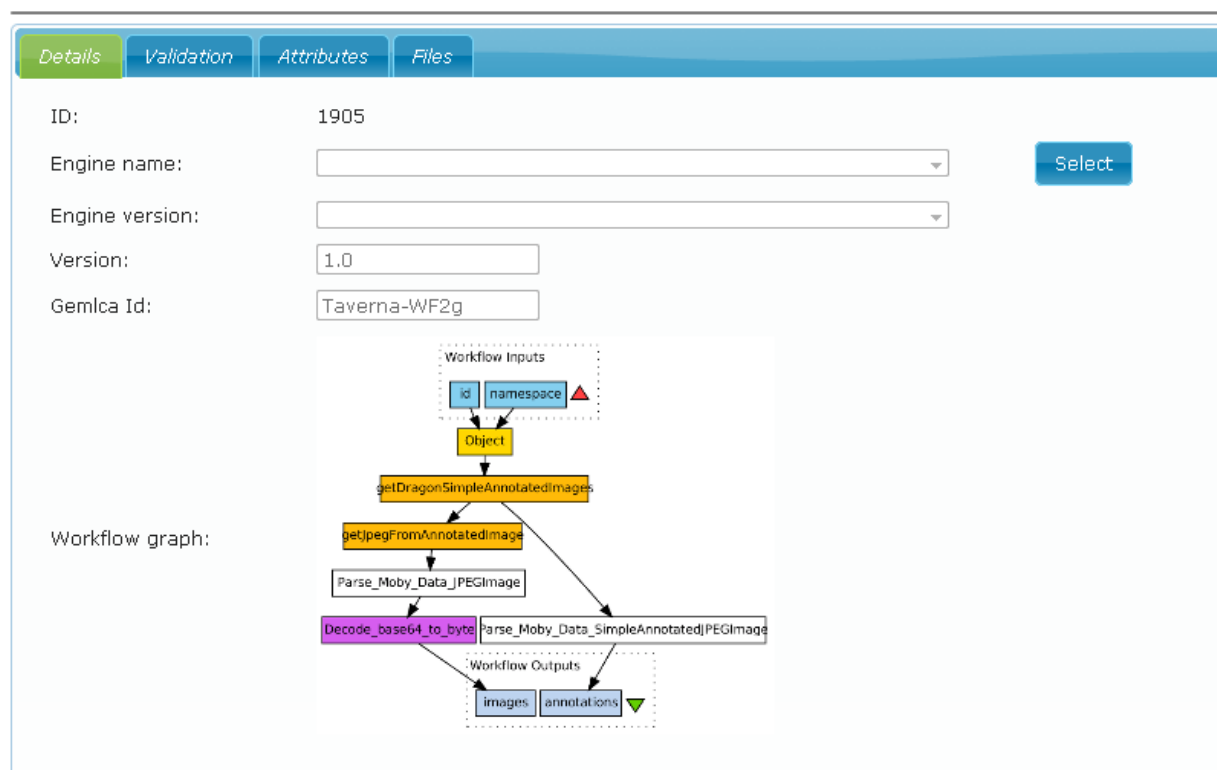 Details Validation Attributes Files
ID: 1905
Engine name: Select
Engine version:
Version: 1.0
Gemlca Id: Taverna-WF2g
Workflow graph:
Workflow Inputs
id namespace
Object
getDragonSimpleAnnotatedImages
getJpegFromAnnotatedImage
Parse_Moby_Data_JPEGImage
Decode_base64_to_byte Parse_Moby_Data_SimpleAnnotatedJPEGImage
Workflow Outputs
images annotations